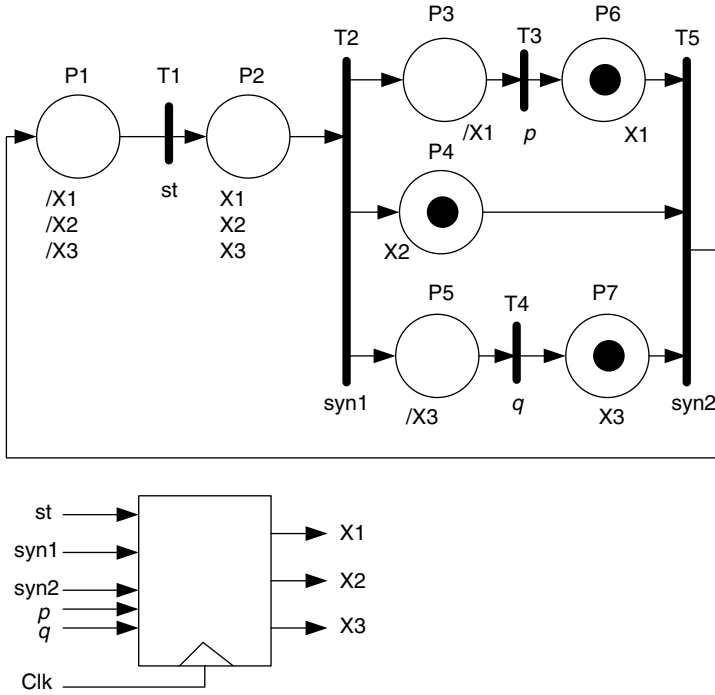 P3
P6
T2
T3
T5
P1
T1
P2
/X1
p
X1
P4
st
/X1
/X2
/X3
X1
X2
X3
X2
P5
T4
P7
syn1
/X3
q
X3
syn2
st
syn1
syn2
p
q
Clk
X1
X2
X3